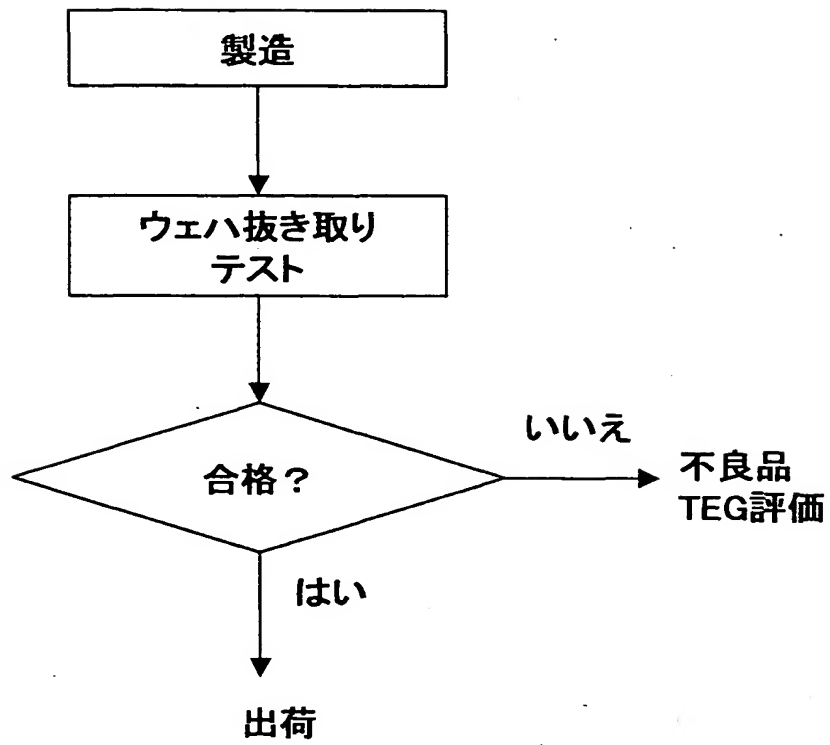 製造
ウェハ抜き取り
テスト
合格？
いいえ
不良品
TEG評価
はい
出荷